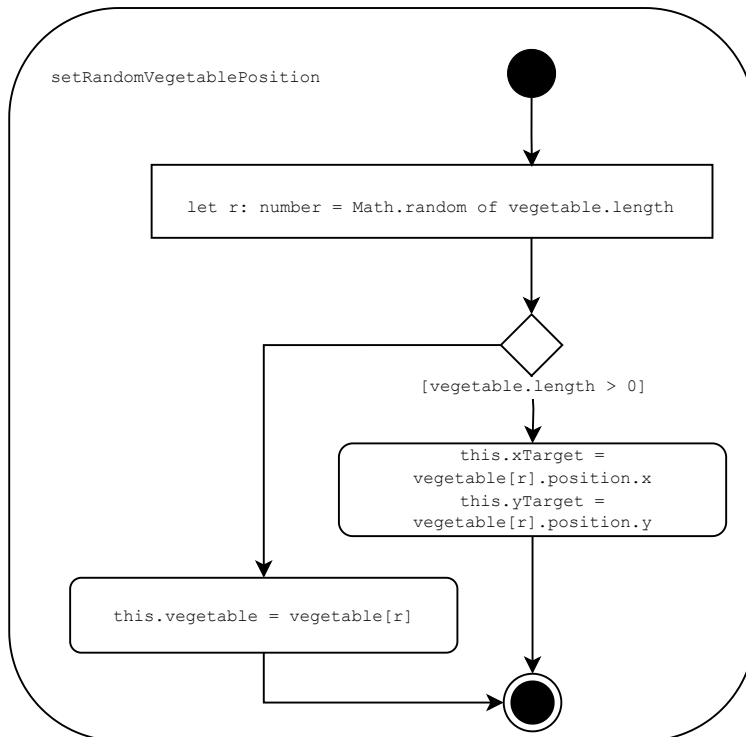 setRandomVegetablePosition
let r: number = Math.random of vegetable.length
[vegetable.length > 0]
this.xTarget =
vegetable[r].position.x
this.yTarget =
vegetable[r].position.y
this.vegetable = vegetable[r]